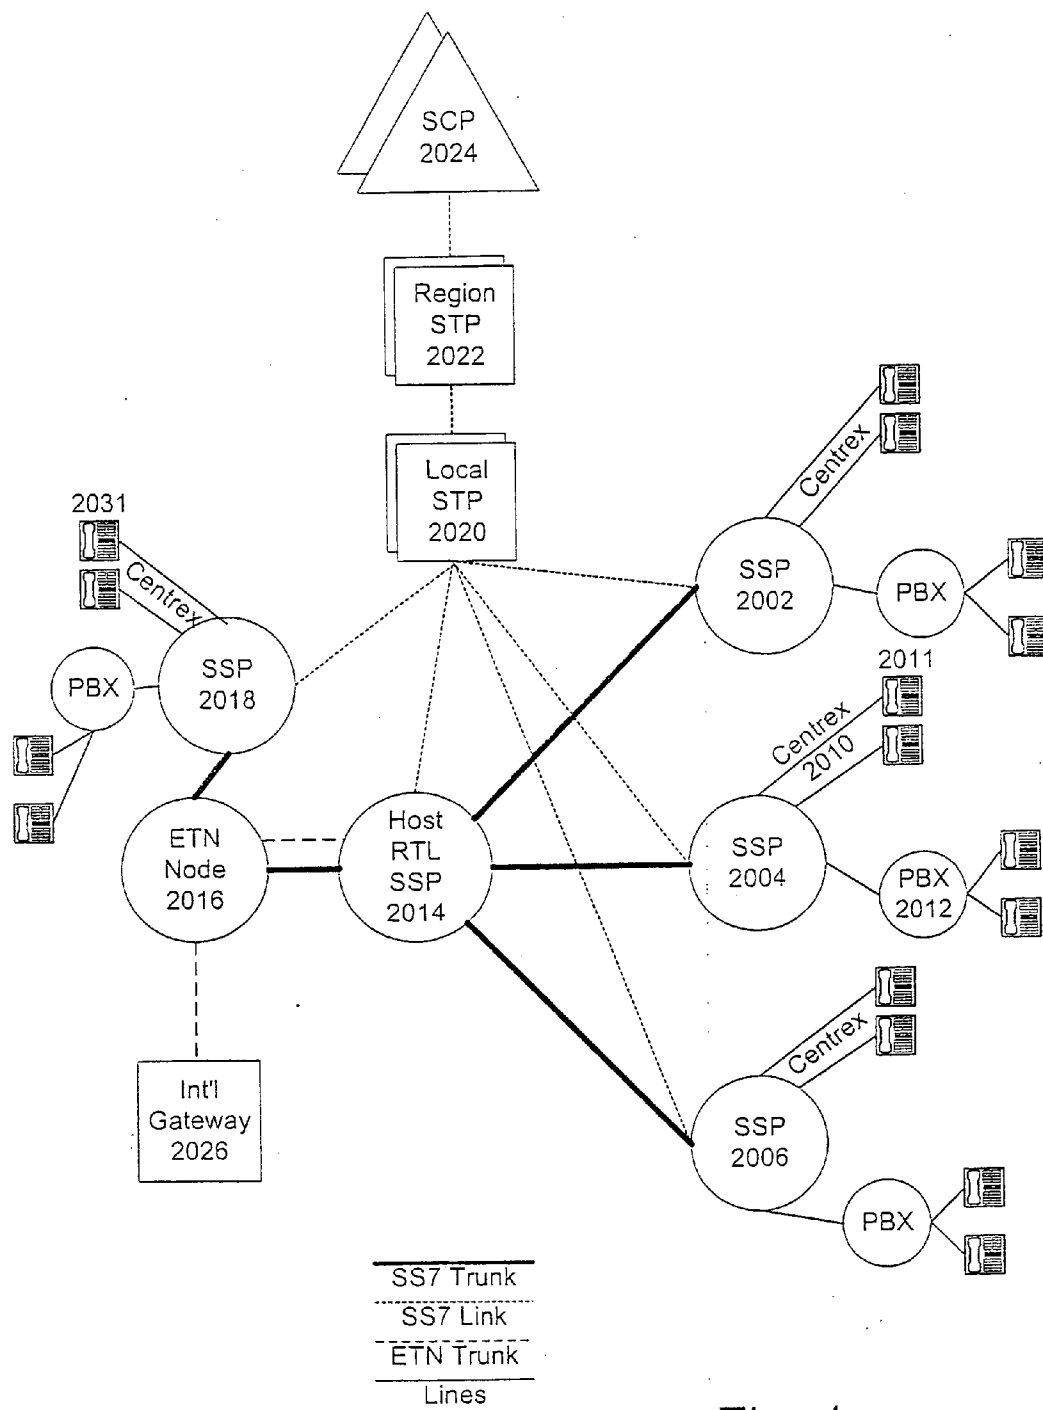 SCP
2024
Region
STP
2022
Local
STP
2020
2031
Centrex
SSP
2018
PBX
Centrex
SSP
2002
PBX
2011
Centrex
2010
SSP
2004
PBX
2012
ETN
Node
2016
Host
RTL
SSP
2014
Int'l
Gateway
2026
Centrex
SSP
2006
PBX
SS7 Trunk
SS7 Link
ETN Trunk
Lines